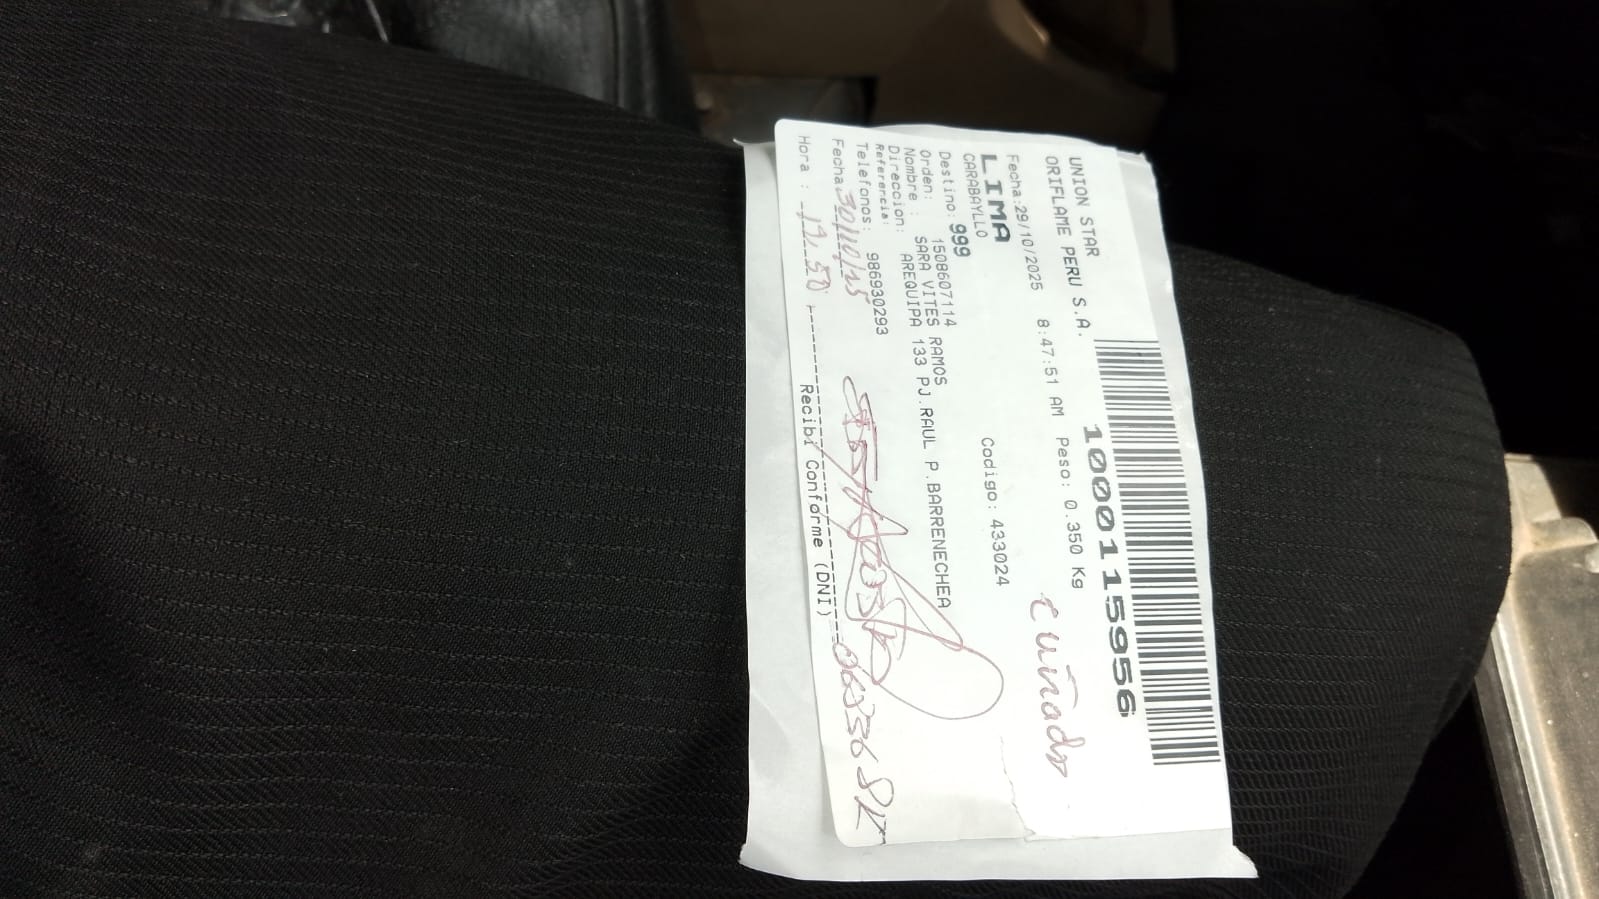 UNION STAR
ORIFLAME PERU S.A.
1000115956
Fecha:29/10/2025 8:47:51 AM Peso: 0.350 Kg
cuñado
LIMA
CARABAYLLO
Codigo: 433024
Destino: 999
Orden: 1508607114
Nombre : SARA VITES RAMOS
Direccion: AREQUIPA 133 PJ.RAUL P.BARRENECHEA
Referencia:
Telefonos: 986930293
Fecha: 30/10/25
Hora :
Recibi Conforme (DNI)